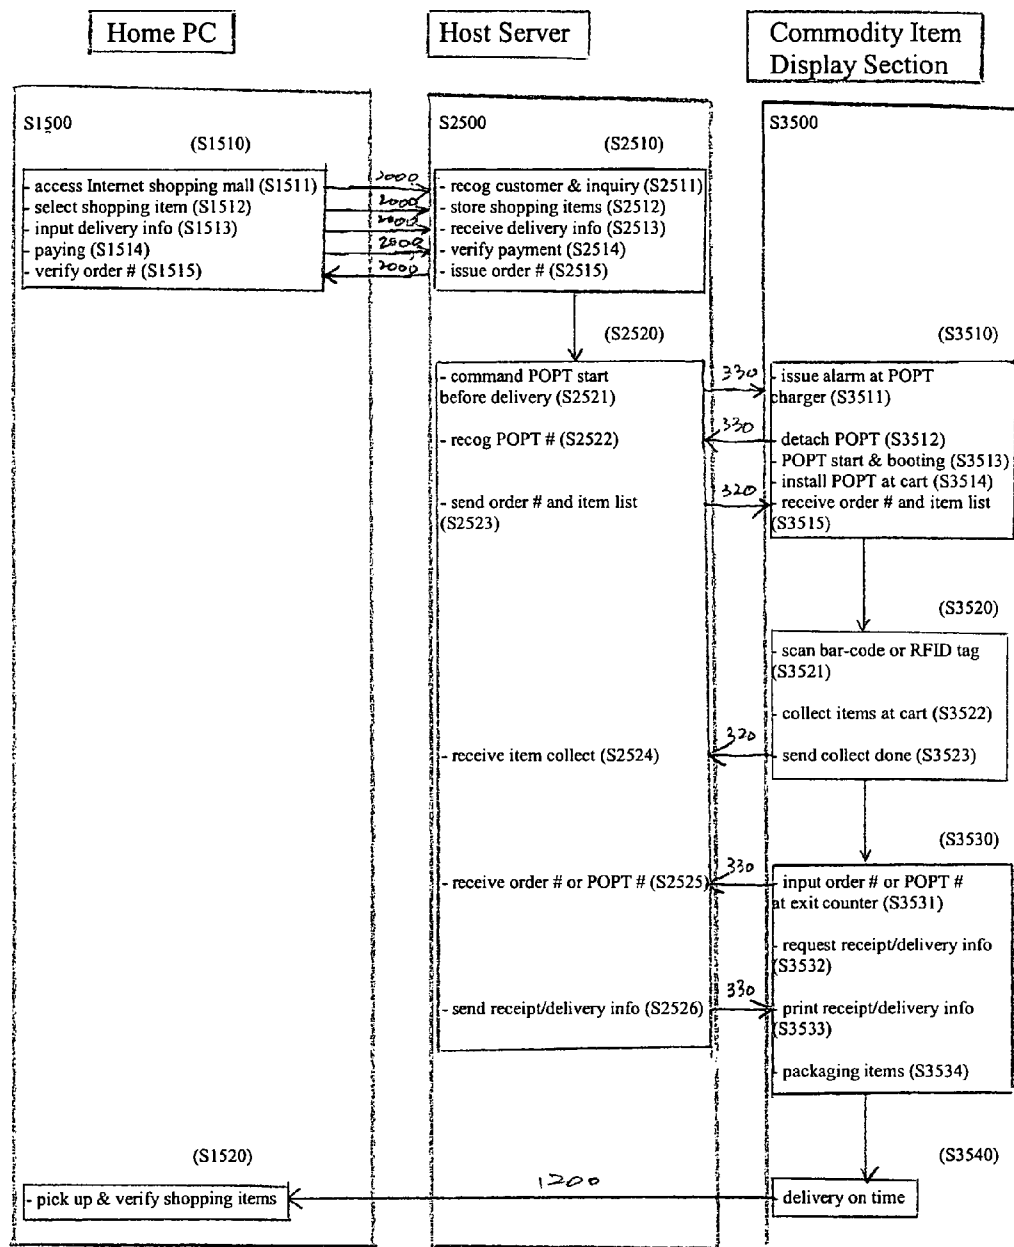 Home PC
Host Server
Commodity Item
Display Section
S1500
(S1510)
- access Internet shopping mall (S1511)
- select shopping item (S1512)
- input delivery info (S1513)
- paying (S1514)
- verify order # (S1515)
2000
2000
2000
2000
2000
S2500
(S2510)
- recog customer & inquiry (S2511)
- store shopping items (S2512)
- receive delivery info (S2513)
- verify payment (S2514)
- issue order # (S2515)
S3500
(S2520)
- command POPT start
before delivery (S2521)
- recog POPT # (S2522)
- send order # and item list
(S2523)
330
330
320
(S3510)
- issue alarm at POPT
charger (S3511)
- detach POPT (S3512)
- POPT start & booting (S3513)
- install POPT at cart (S3514)
- receive order # and item list
(S3515)
(S3520)
- scan bar-code or RFID tag
(S3521)
- collect items at cart (S3522)
- receive item collect (S2524)
320
- send collect done (S3523)
(S3530)
- receive order # or POPT # (S2525)
330
- input order # or POPT #
at exit counter (S3531)
- request receipt/delivery info
(S3532)
- send receipt/delivery info (S2526)
330
- print receipt/delivery info
(S3533)
- packaging items (S3534)
(S1520)
(S3540)
- pick up & verify shopping items
1200
- delivery on time